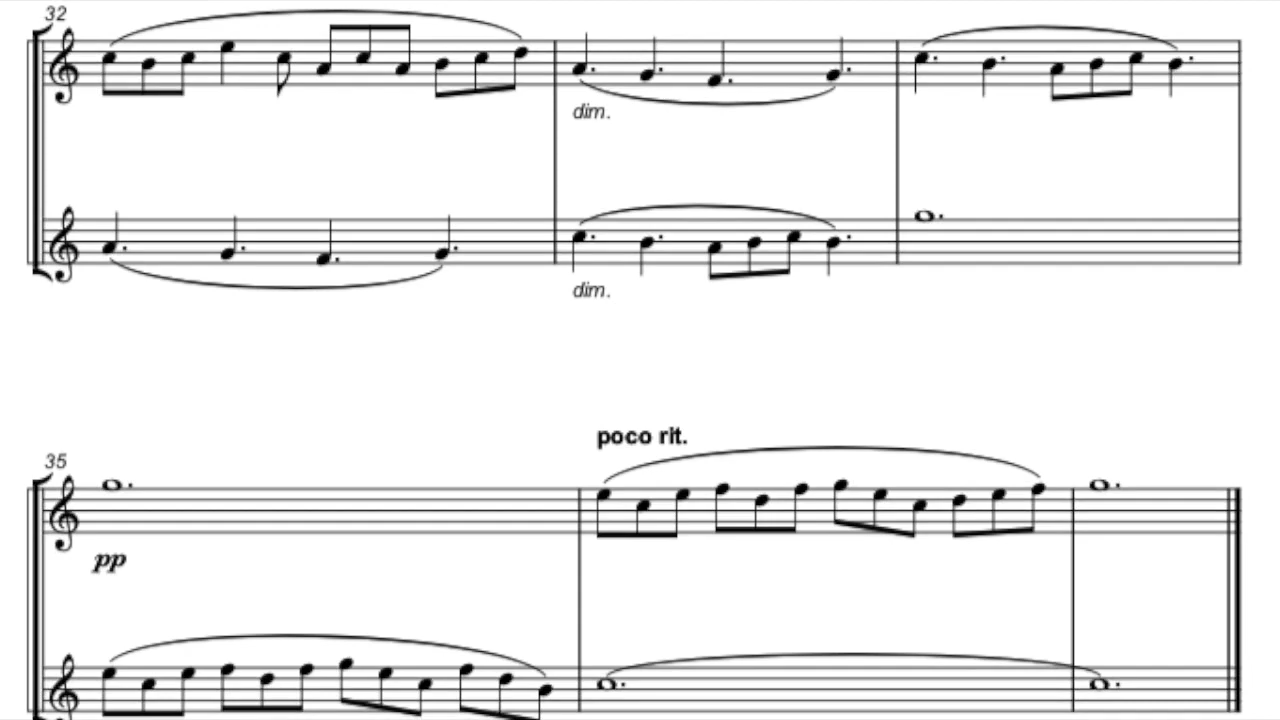 32
dim.
dim.
poco rit.
35
pp